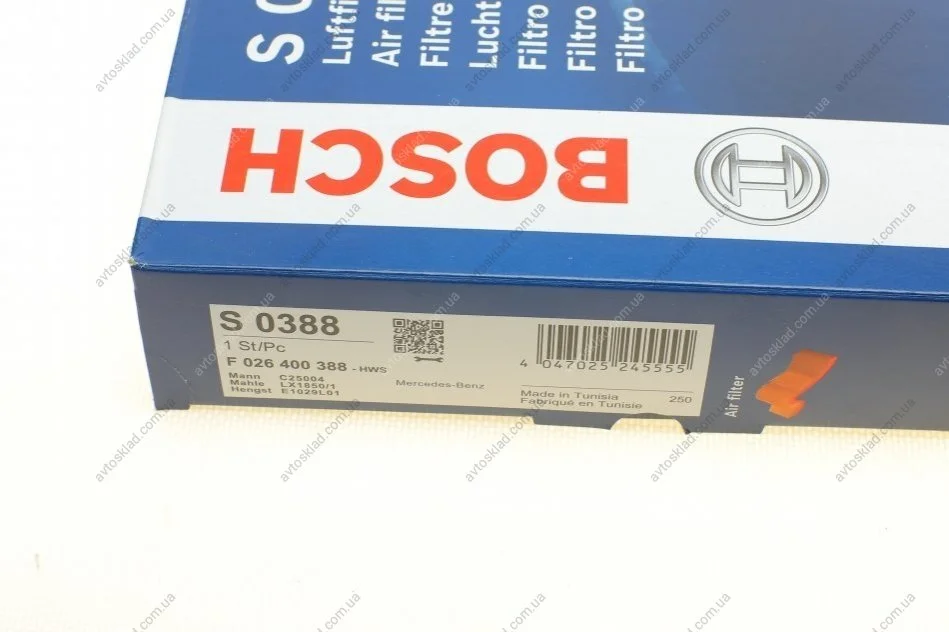 S 0
Luftfi
Air fil
Filtre
Lucht
Filtro
Filtro
Filtro
BOSCH
S 0388
1 St/Pc
F 026 400 388 - HWS
Mann C25004
Mahle LX1850/1
Hengst E1029L01
Mercedes-Benz
4 047025 245555
Made in Tunisia
Fabriqué en Tunisie 250
Air filter
avtosklad.com.ua